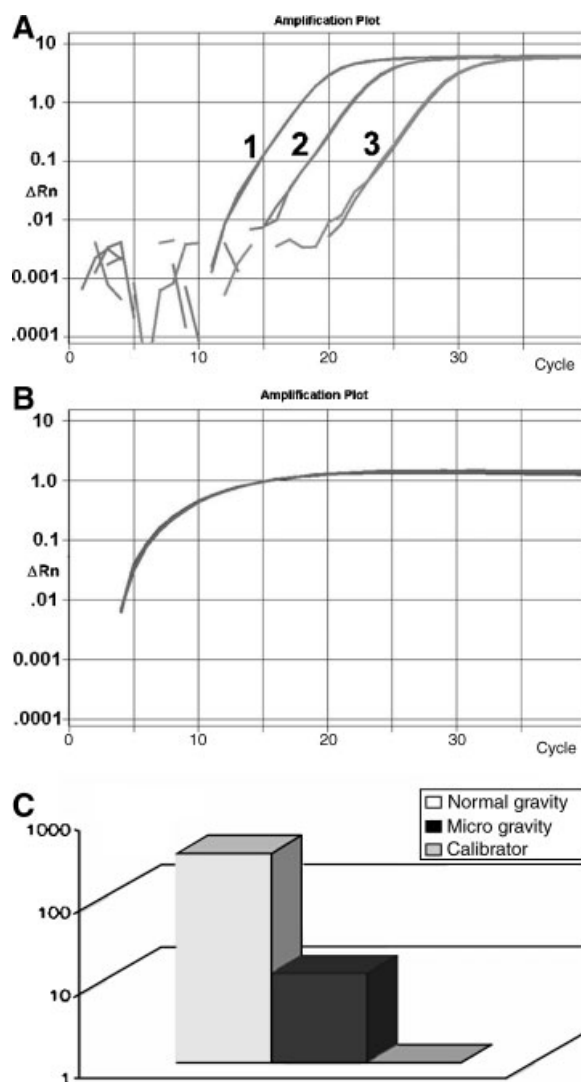 A
Amplification Plot
10
1.0
0.1
ΔRn
.01
0.001
.0001
1
2
3
0
10
20
30
Cycle
B
Amplification Plot
10
1.0
0.1
ΔRn
.01
0.001
.0001
0
10
20
30
Cycle
C
Normal gravity
Micro gravity
Calibrator
1000
100
10
1